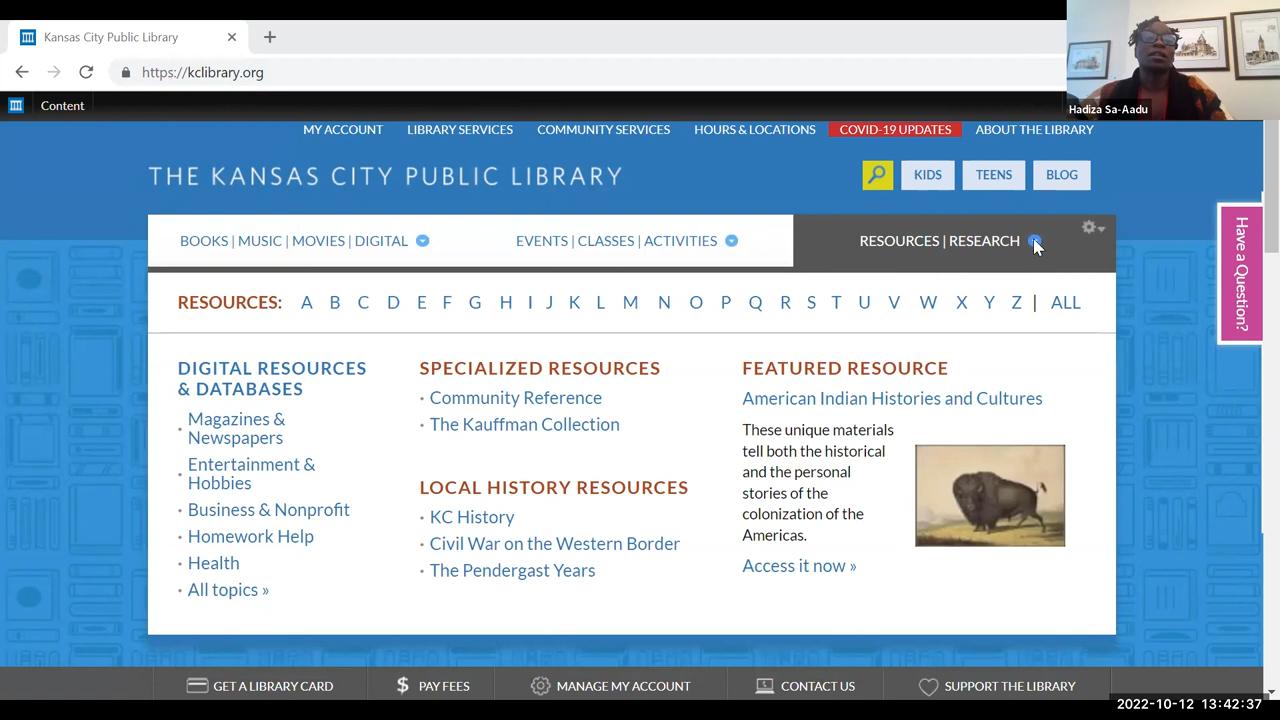 Kansas City Public Library
https://kclibrary.org
Hadiza Sa-Aadu
Content
MY ACCOUNT LIBRARY SERVICES COMMUNITY SERVICES HOURS & LOCATIONS COVID-19 UPDATES ABOUT THE LIBRARY
THE KANSAS CITY PUBLIC LIBRARY
KIDS TEENS BLOG
BOOKS | MUSIC | MOVIES | DIGITAL EVENTS | CLASSES | ACTIVITIES RESOURCES | RESEARCH
Have a Question?
RESOURCES: A B C D E F G H I J K L M N O P Q R S T U V W X Y Z | ALL
DIGITAL RESOURCES
& DATABASES
Magazines &
Newspapers
Entertainment &
Hobbies
Business & Nonprofit
Homework Help
Health
All topics »
SPECIALIZED RESOURCES
Community Reference
The Kauffman Collection
LOCAL HISTORY RESOURCES
KC History
Civil War on the Western Border
The Pendergast Years
FEATURED RESOURCE
American Indian Histories and Cultures
These unique materials
tell both the historical
and the personal
stories of the
colonization of the
Americas.
Access it now »
GET A LIBRARY CARD $ PAY FEES MANAGE MY ACCOUNT CONTACT US SUPPORT THE LIBRARY
2022-10-12 13:42:37